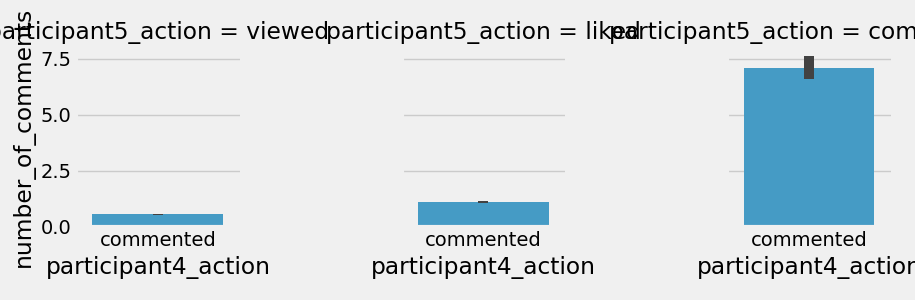 participant5_action = viewed
participant5_action = liked
participant5_action = com
number_of_comments
7.5
5.0
2.5
0.0
commented
commented
commented
participant4_action
participant4_action
participant4_action